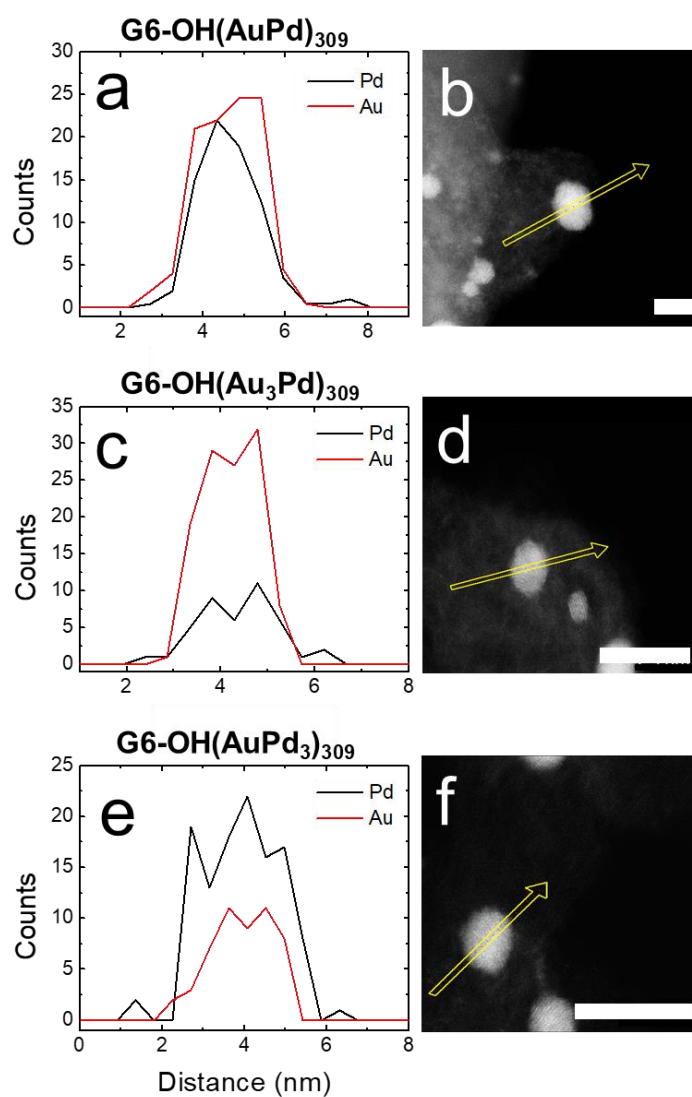 G6-OH(AuPd)₃₀₉
a
Pd
Au
30
25
20
15
10
5
0
Counts
2
4
6
8
b
G6-OH(Au₃Pd)₃₀₉
c
Pd
Au
35
30
25
20
15
10
5
0
Counts
2
4
6
8
d
G6-OH(AuPd₃)₃₀₉
e
Pd
Au
25
20
15
10
5
0
Counts
0
2
4
6
8
Distance (nm)
f